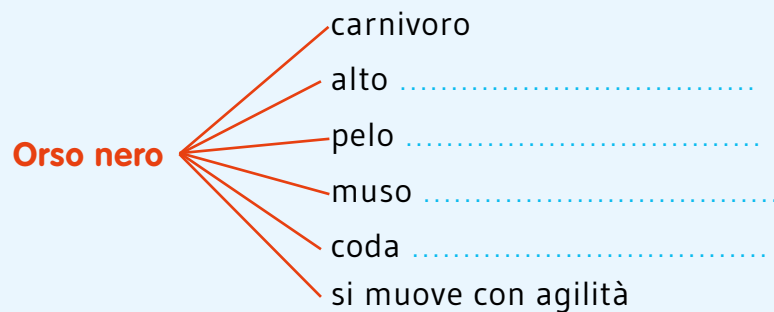 carnivoro
alto ..................................
pelo ..................................
Orso nero
muso ..................................
coda ..................................
si muove con agilità